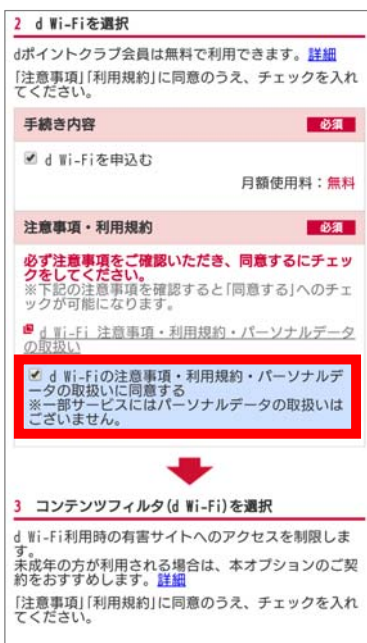 2 d Wi-Fiを選択
dポイントクラブ会員は無料で利用できます。詳細
「注意事項」「利用規約」に同意のうえ、チェックを入れ
てください。
手続き内容 必須
d Wi-Fiを申込む
月額使用料：無料
注意事項・利用規約 必須
必ず注意事項をご確認いただき、同意するにチェッ
クをしてください。
※下記の注意事項を確認すると「同意する」へのチェ
ックが可能になります。
d Wi-Fi 注意事項・利用規約・パーソナルデータ
の取扱い
d Wi-Fiの注意事項・利用規約・パーソナルデ
ータの取扱いに同意する
※一部サービスにはパーソナルデータの取扱いは
ございません。
3 コンテンツフィルタ(d Wi-Fi)を選択
d Wi-Fi利用時の有害サイトへのアクセスを制限しま
す。
未成年の方が利用される場合は、本オプションのご契
約をおすすめします。詳細
「注意事項」「利用規約」に同意のうえ、チェックを入れ
てください。